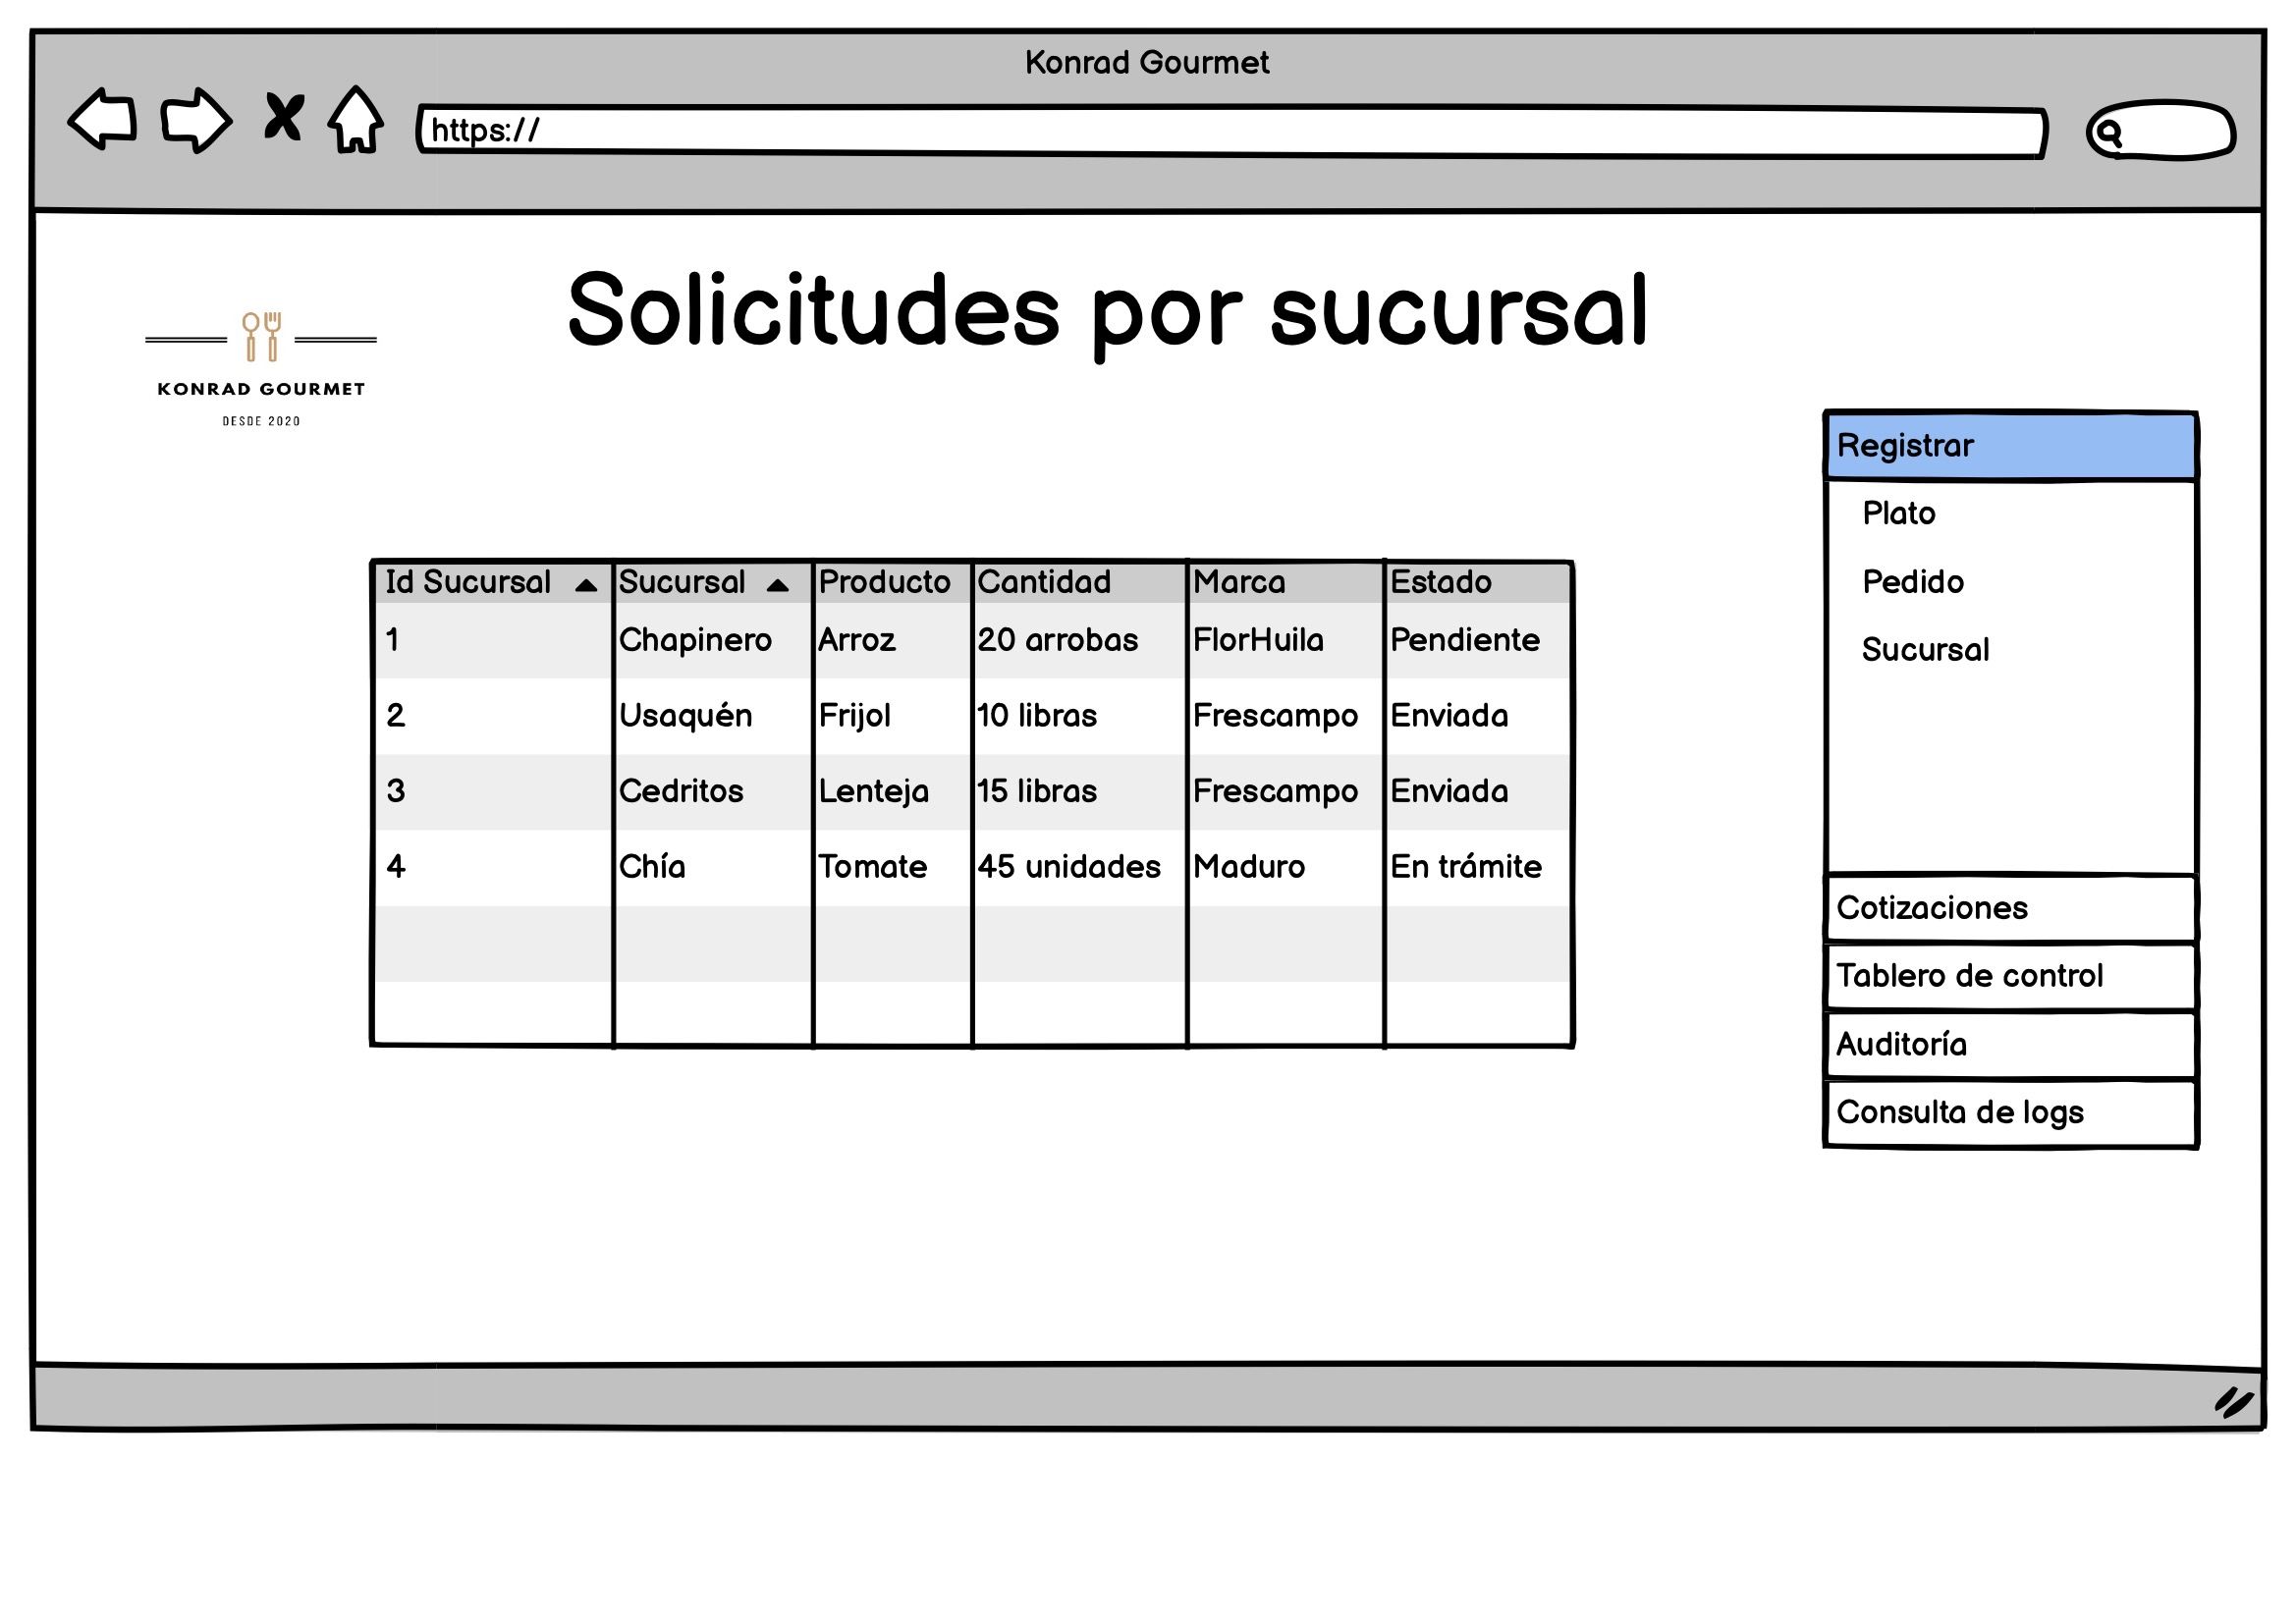 Konrad Gourmet
https://
Solicitudes por sucursal
KONRAD GOURMET
DESDE 2020
Id Sucursal Sucursal Producto Cantidad Marca Estado
1 Chapinero Arroz 20 arrobas FlorHuila Pendiente
2 Usaquén Frijol 10 libras Frescampo Enviada
3 Cedritos Lenteja 15 libras Frescampo Enviada
4 Chía Tomate 45 unidades Maduro En trámite
Registrar
Plato
Pedido
Sucursal
Cotizaciones
Tablero de control
Auditoría
Consulta de logs